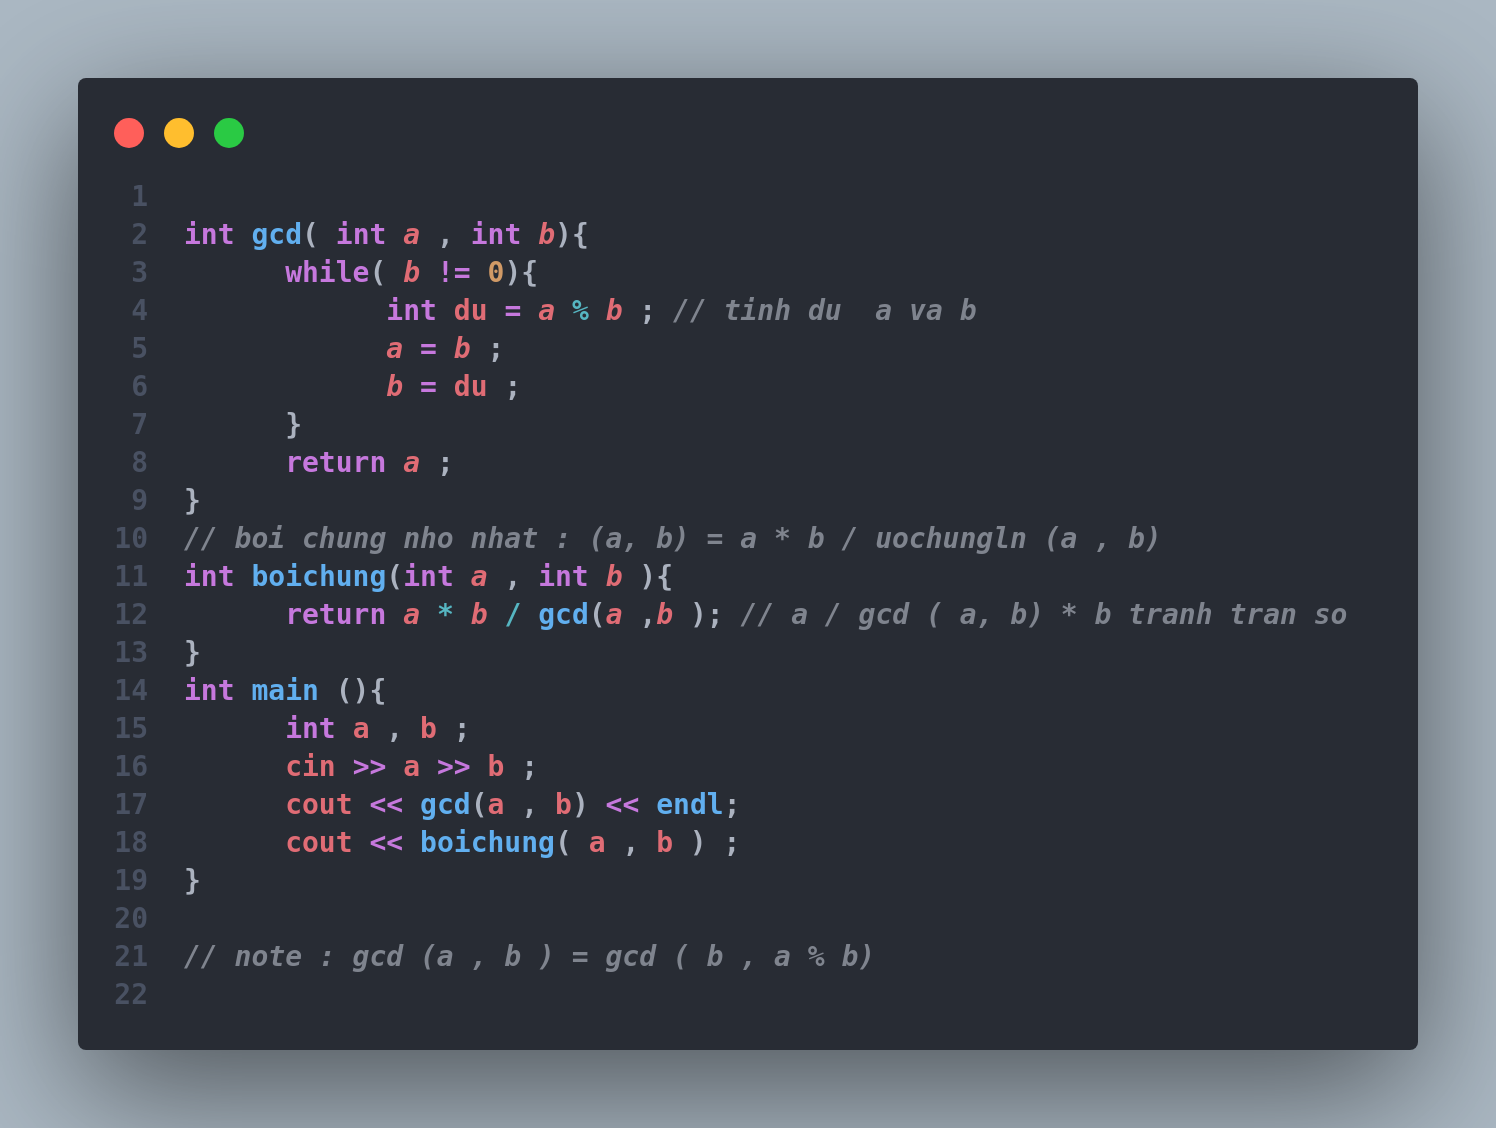 1
2 int gcd( int a , int b){
3       while( b != 0){
4             int du = a % b ; // tinh du  a va b
5             a = b ;
6             b = du ;
7       }
8       return a ;
9 }
10 // boi chung nho nhat : (a, b) = a * b / uochungln (a , b)
11 int boichung(int a , int b ){
12       return a * b / gcd(a ,b ); // a / gcd ( a, b) * b tranh tran so
13 }
14 int main (){
15       int a , b ;
16       cin >> a >> b ;
17       cout << gcd(a , b) << endl;
18       cout << boichung( a , b ) ;
19 }
20
21 // note : gcd (a , b ) = gcd ( b , a % b)
22